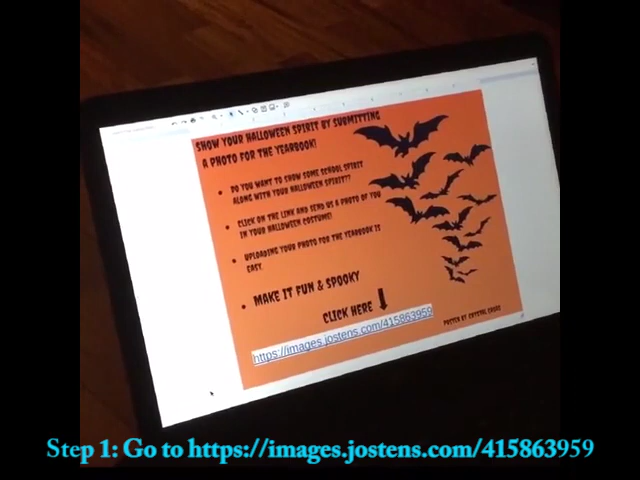 SHOW YOUR HALLOWEEN SPIRIT BY SUBMITTING
A PHOTO FOR THE YEARBOOK!
• DO YOU WANT TO SHOW SOME SCHOOL SPIRIT
ALONG WITH YOUR HALLOWEEN SPIRIT??
• CLICK ON THE LINK AND SEND US A PHOTO OF YOU
IN YOUR HALLOWEEN COSTUME!
• UPLOADING YOUR PHOTO FOR THE YEARBOOK IS
EASY.
• MAKE IT FUN & SPOOKY
CLICK HERE
https://images.jostens.com/415863959
POSTER BY CRYSTAL
Step 1: Go to https://images.jostens.com/415863959